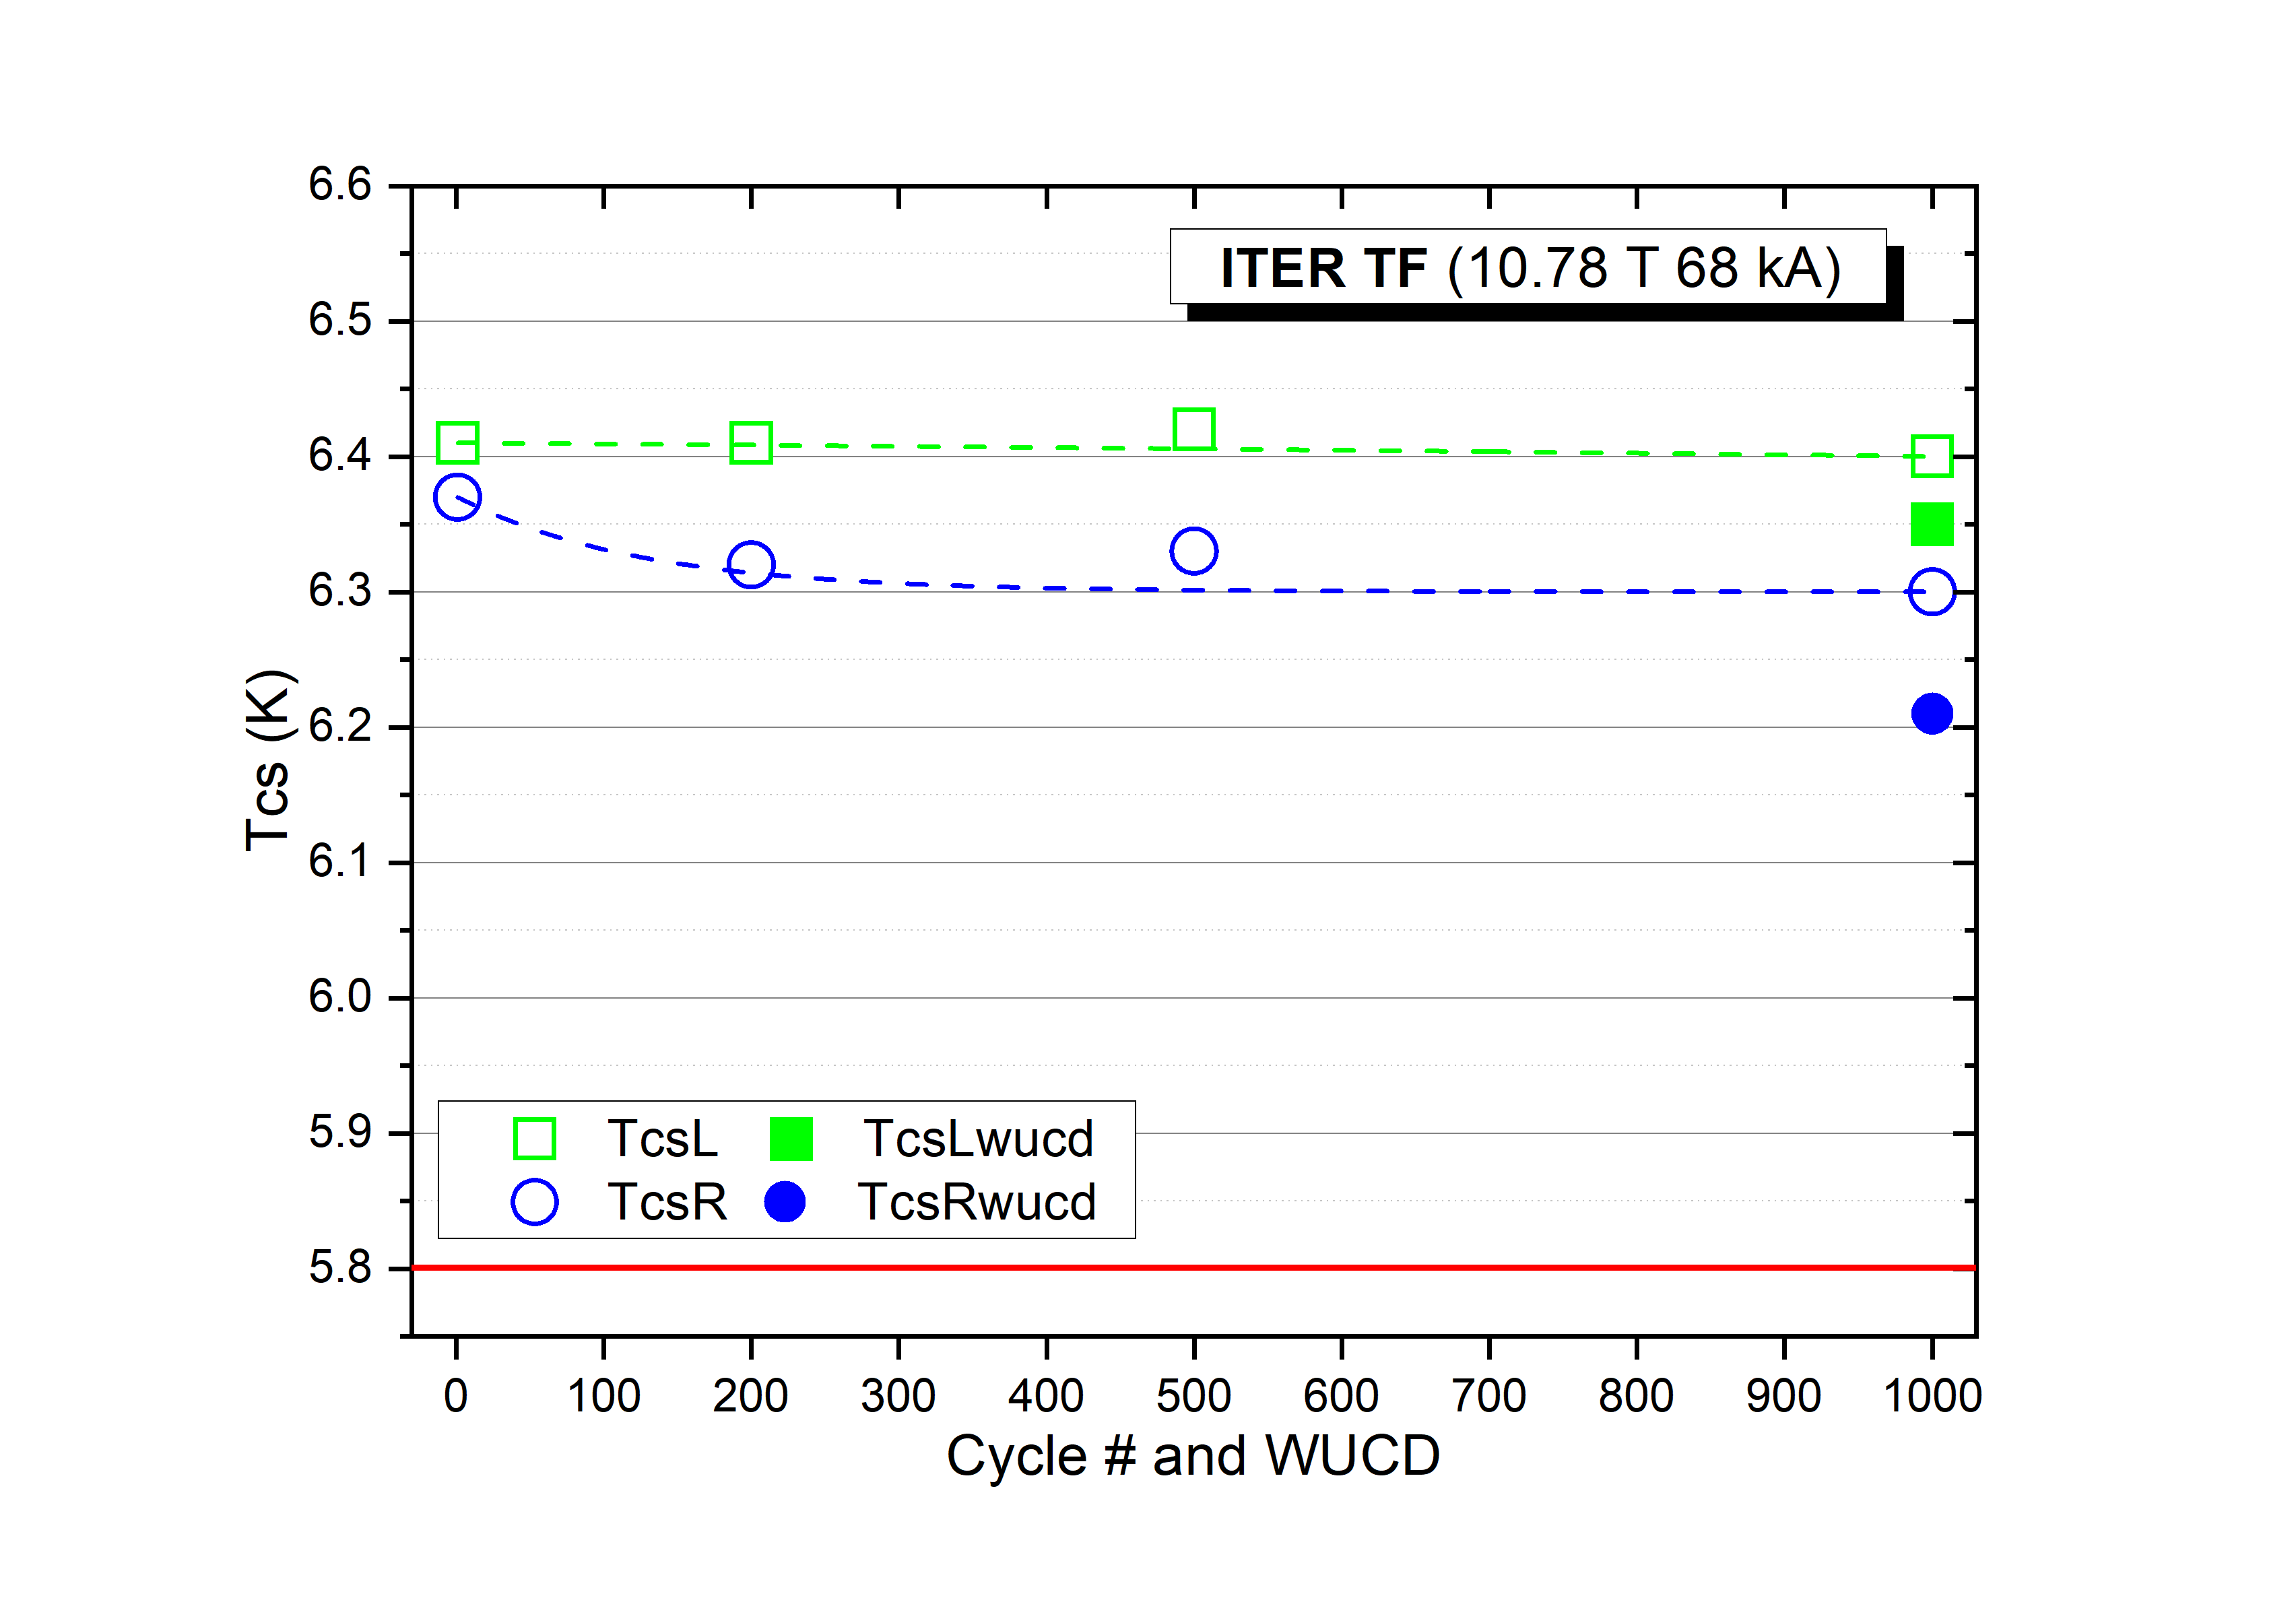 ITER TF (10.78 T 68 kA)
6.6
6.5
6.4
6.3
6.2
6.1
6.0
5.9
5.8
Tcs (K)
TcsL TcsLwucd
TcsR TcsRwucd
0 100 200 300 400 500 600 700 800 900 1000
Cycle # and WUCD